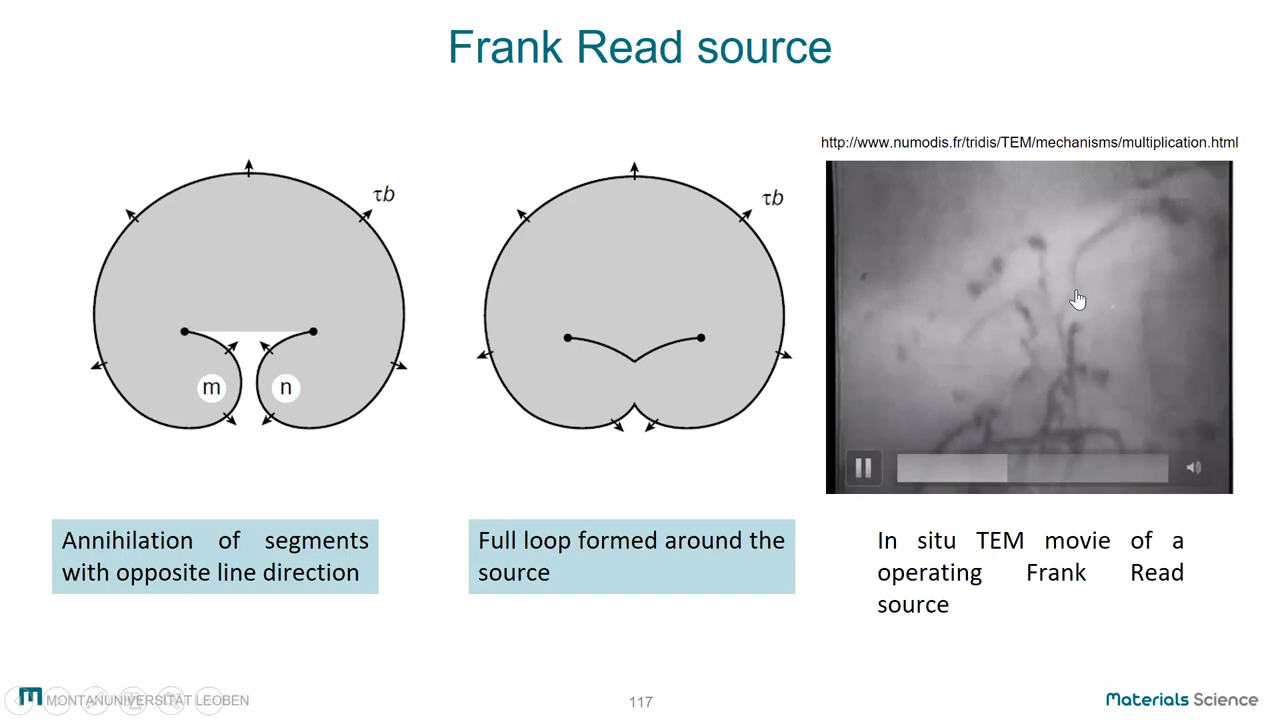 Frank Read source
http://www.numodis.fr/tridis/TEM/mechanisms/multiplication.html
τb
m
n
τb
Annihilation of segments
with opposite line direction
Full loop formed around the
source
In situ TEM movie of a
operating Frank Read
source
MONTANUNIVERSITÄT LEOBEN
117
Materials Science